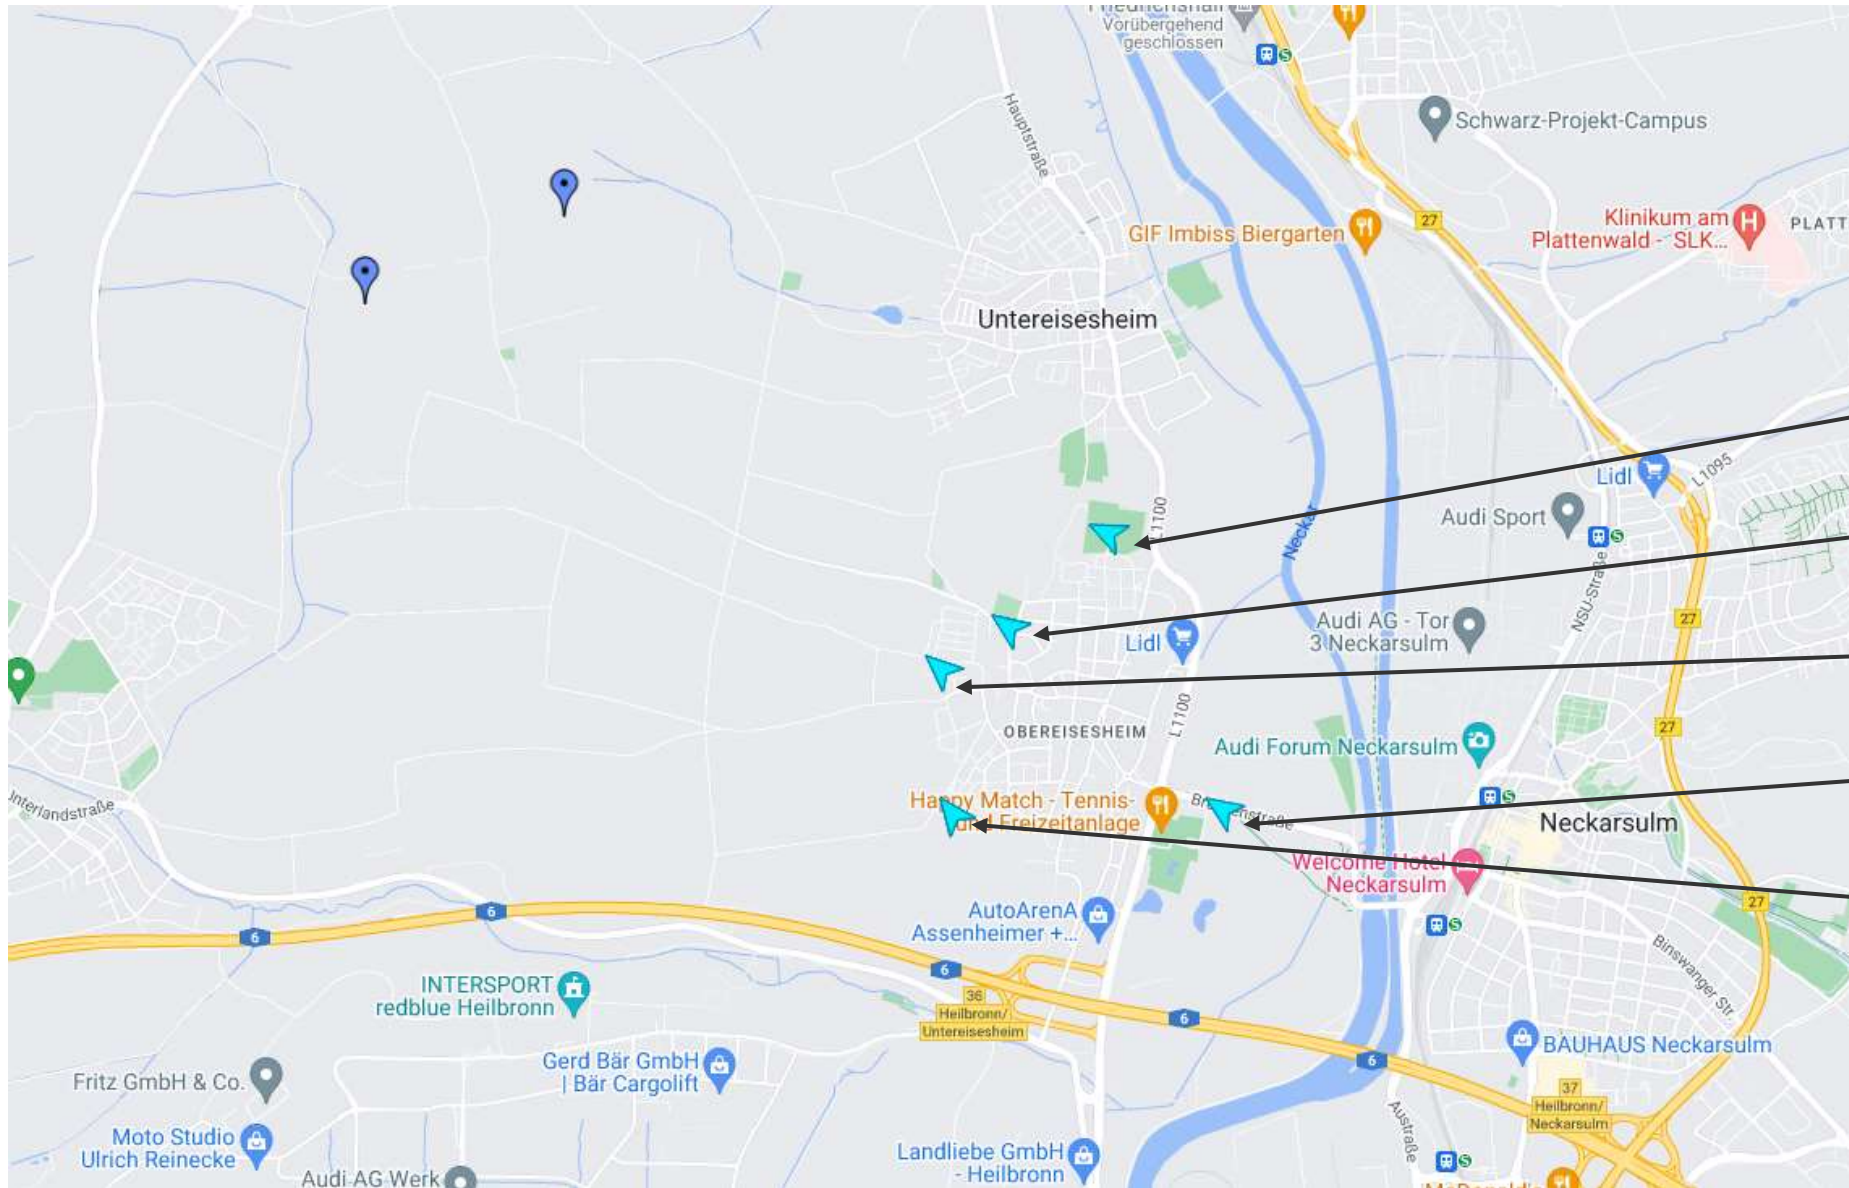 Friedrichshall
Vorübergehend
geschlossen
Schwarz-Projekt-Campus
Hauptstraße
27
Klinikum am
Plattenwald - SLK...
PLATT
GIF Imbiss Biergarten
Untereisesheim
Lidl
L1095
L1100
Audi Sport
Neckar
NSU-Straße
27
Audi AG - Tor
3 Neckarsulm
Lidl
L1100
27
OBEREISESHEIM
Audi Forum Neckarsulm
Happy Match - Tennis-
und Freizeitanlage
Neckarsulm
Welcome Hotel
Neckarsulm
27
6
6
AutoArenA
Assenheimer +...
Binswanger Str.
6
INTERSPORT
redblue Heilbronn
36
Heilbronn/
Untereisesheim
6
6
BAUHAUS Neckarsulm
Gerd Bär GmbH
| Bär Cargolift
Fritz GmbH & Co.
37
Heilbronn/
Neckarsulm
Austraße
Moto Studio
Ulrich Reinecke
Landliebe GmbH
- Heilbronn
Audi AG Werk
McDonald's